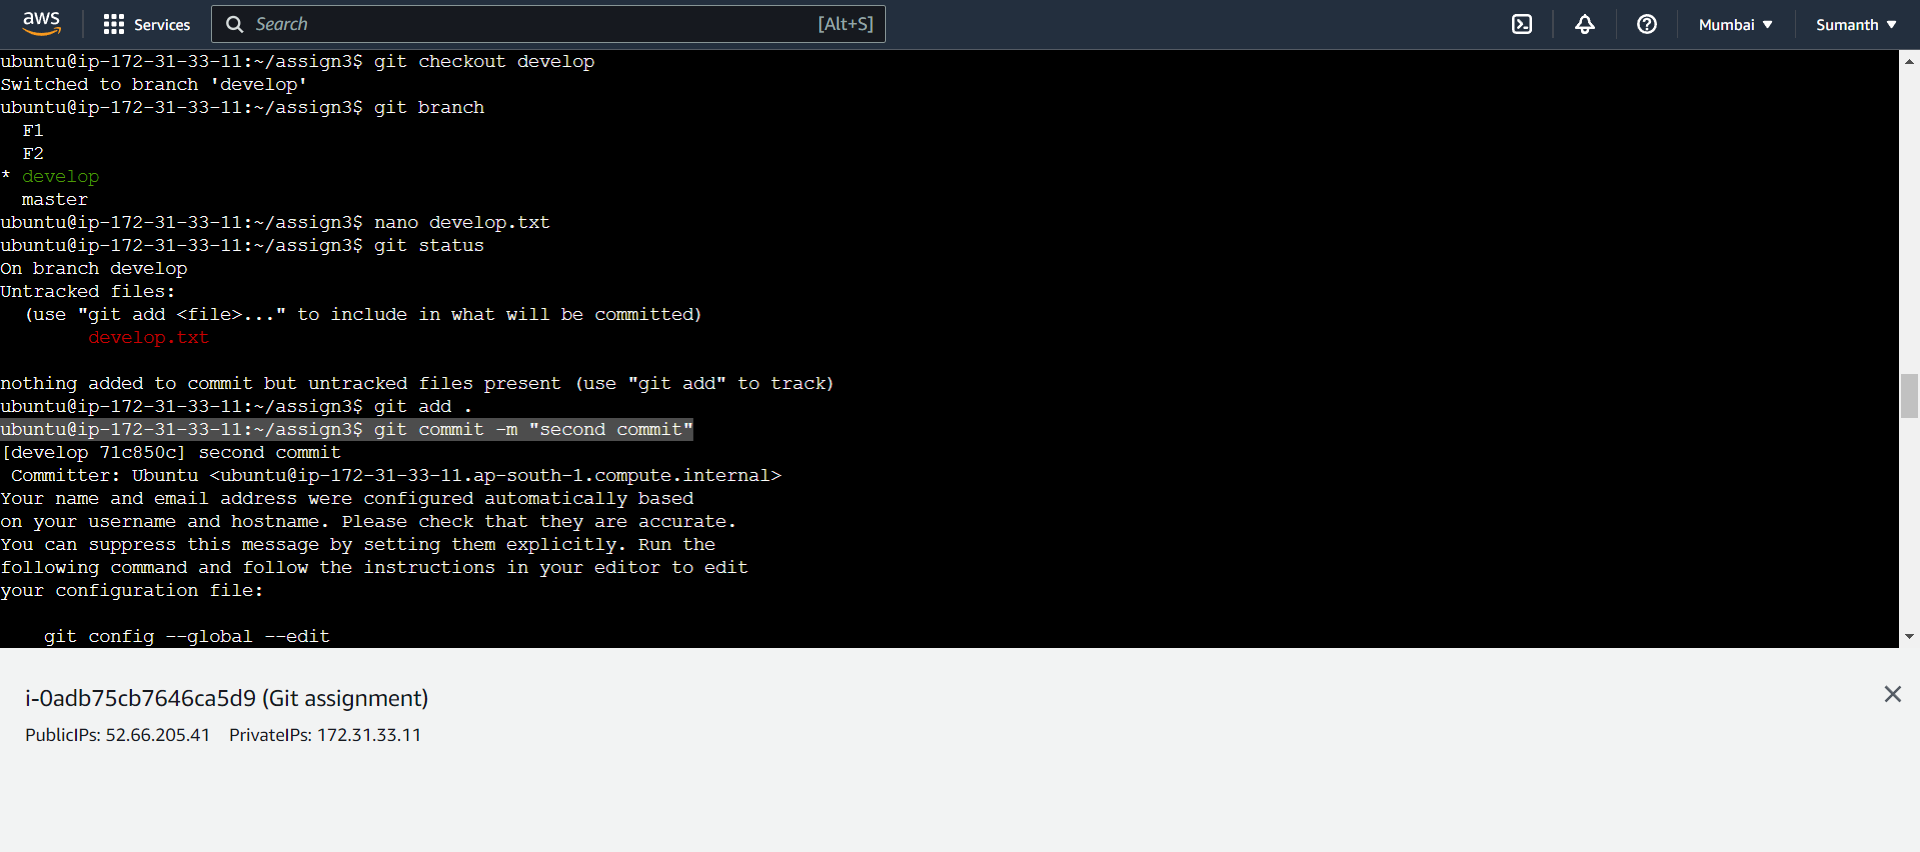 aws Services Search [Alt+S] Mumbai ▼ Sumanth ▼
ubuntu@ip-172-31-33-11:~/assign3$ git checkout develop
Switched to branch 'develop'
ubuntu@ip-172-31-33-11:~/assign3$ git branch
  F1
  F2
* develop
  master
ubuntu@ip-172-31-33-11:~/assign3$ nano develop.txt
ubuntu@ip-172-31-33-11:~/assign3$ git status
On branch develop
Untracked files:
  (use "git add <file>..." to include in what will be committed)
        develop.txt

nothing added to commit but untracked files present (use "git add" to track)
ubuntu@ip-172-31-33-11:~/assign3$ git add .
ubuntu@ip-172-31-33-11:~/assign3$ git commit -m "second commit"
[develop 71c850c] second commit
 Committer: Ubuntu <ubuntu@ip-172-31-33-11.ap-south-1.compute.internal>
Your name and email address were configured automatically based
on your username and hostname. Please check that they are accurate.
You can suppress this message by setting them explicitly. Run the
following command and follow the instructions in your editor to edit
your configuration file:

    git config --global --edit
i-0adb75cb7646ca5d9 (Git assignment)
PublicIPs: 52.66.205.41 PrivateIPs: 172.31.33.11